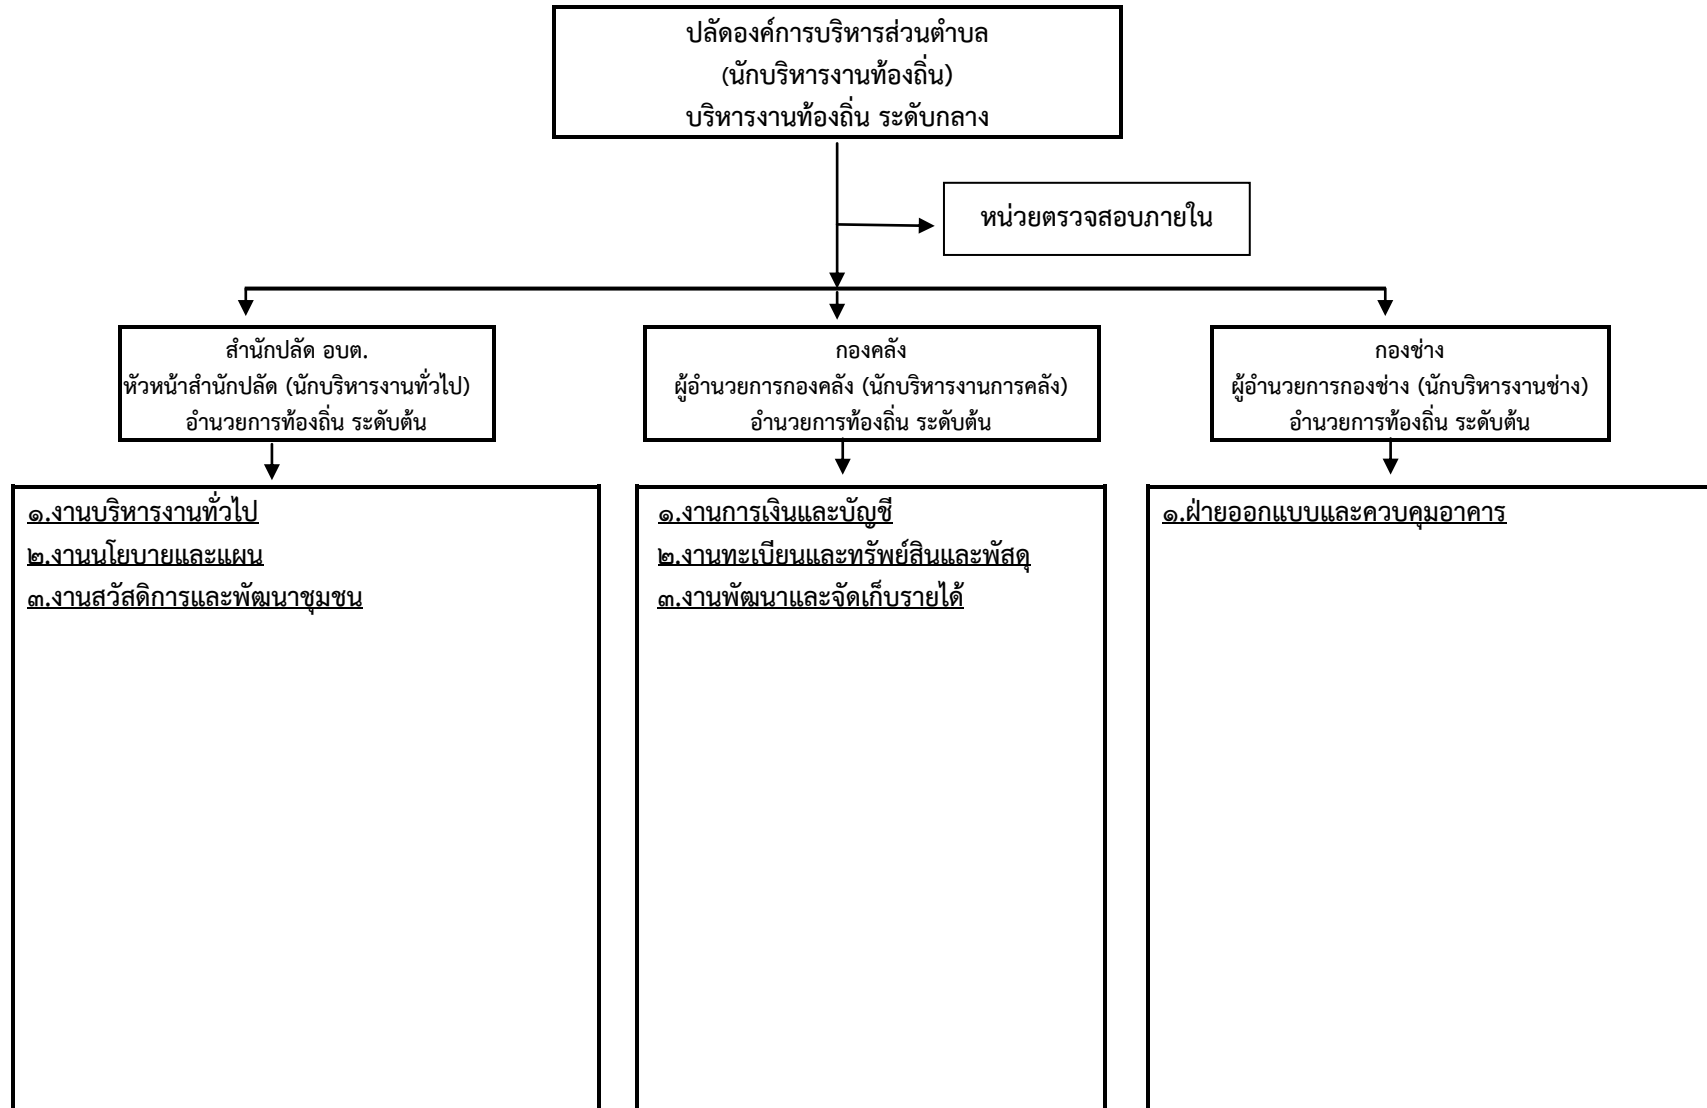 ปลัดองค์การบริหารส่วนตำบล
(นักบริหารงานท้องถิ่น)
บริหารงานท้องถิ่น ระดับกลาง
หน่วยตรวจสอบภายใน
สำนักปลัด อบต.
หัวหน้าสำนักปลัด (นักบริหารงานทั่วไป)
อำนวยการท้องถิ่น ระดับต้น
กองคลัง
ผู้อำนวยการกองคลัง (นักบริหารงานการคลัง)
อำนวยการท้องถิ่น ระดับต้น
กองช่าง
ผู้อำนวยการกองช่าง (นักบริหารงานช่าง)
อำนวยการท้องถิ่น ระดับต้น
๑.งานบริหารงานทั่วไป
๒.งานนโยบายและแผน
๓.งานสวัสดิการและพัฒนาชุมชน
๑.งานการเงินและบัญชี
๒.งานทะเบียนและทรัพย์สินและพัสดุ
๓.งานพัฒนาและจัดเก็บรายได้
๑.ฝ่ายออกแบบและควบคุมอาคาร